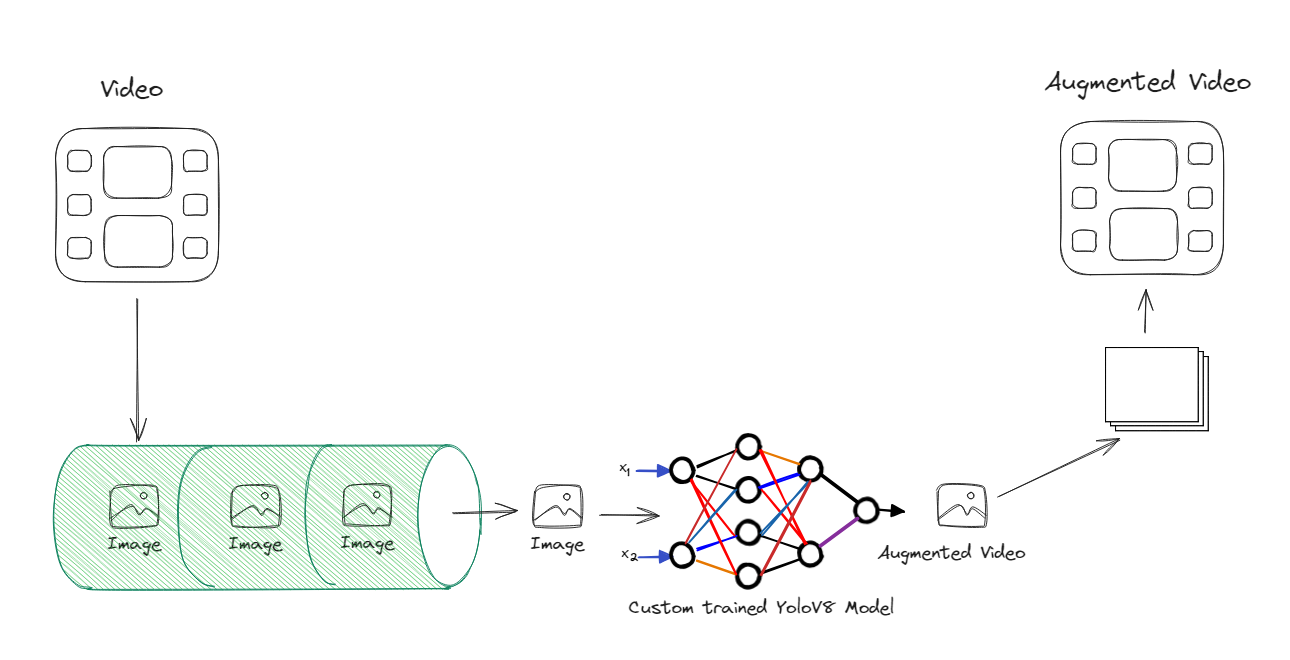 Video
Augmented Video
Image
Image
Image
Image
x1
x2
Augmented Video
Custom trained YoloV8 Model